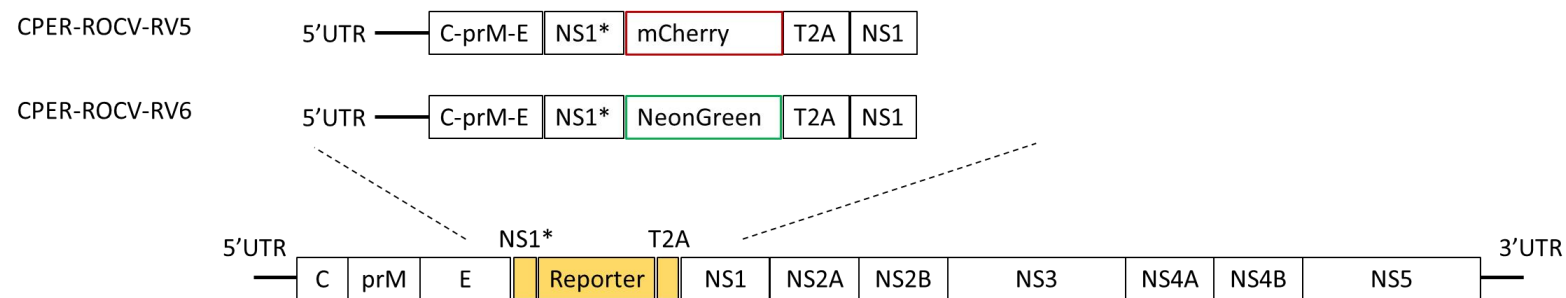 CPER-ROCV-RV5 5’UTR C-prM-E NS1* mCherry T2A NS1
CPER-ROCV-RV6 5’UTR C-prM-E NS1* NeonGreen T2A NS1
NS1* T2A
5’UTR 3’UTR
C prM E Reporter NS1 NS2A NS2B NS3 NS4A NS4B NS5